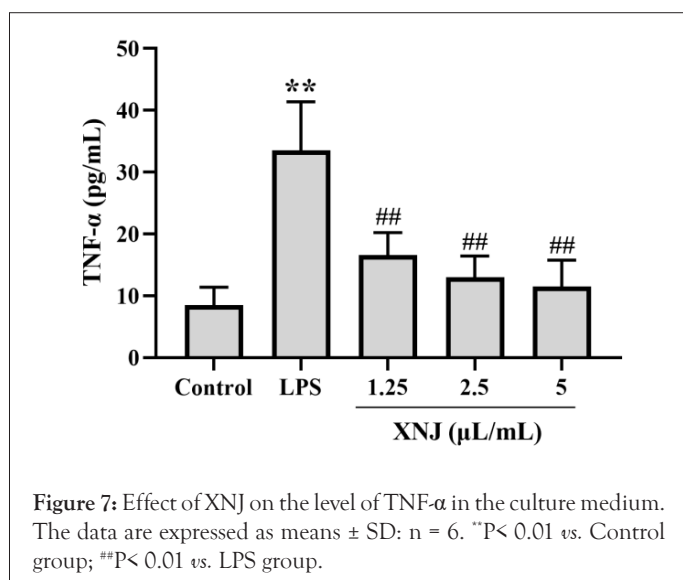 50
40
30
20
10
0
TNF-α (pg/mL)
**
##
##
##
Control LPS 1.25 2.5 5
XNJ (μL/mL)
Figure 7: Effect of XNJ on the level of TNF-α in the culture medium.
The data are expressed as means ± SD: n = 6. **P< 0.01 vs. Control
group; ##P< 0.01 vs. LPS group.